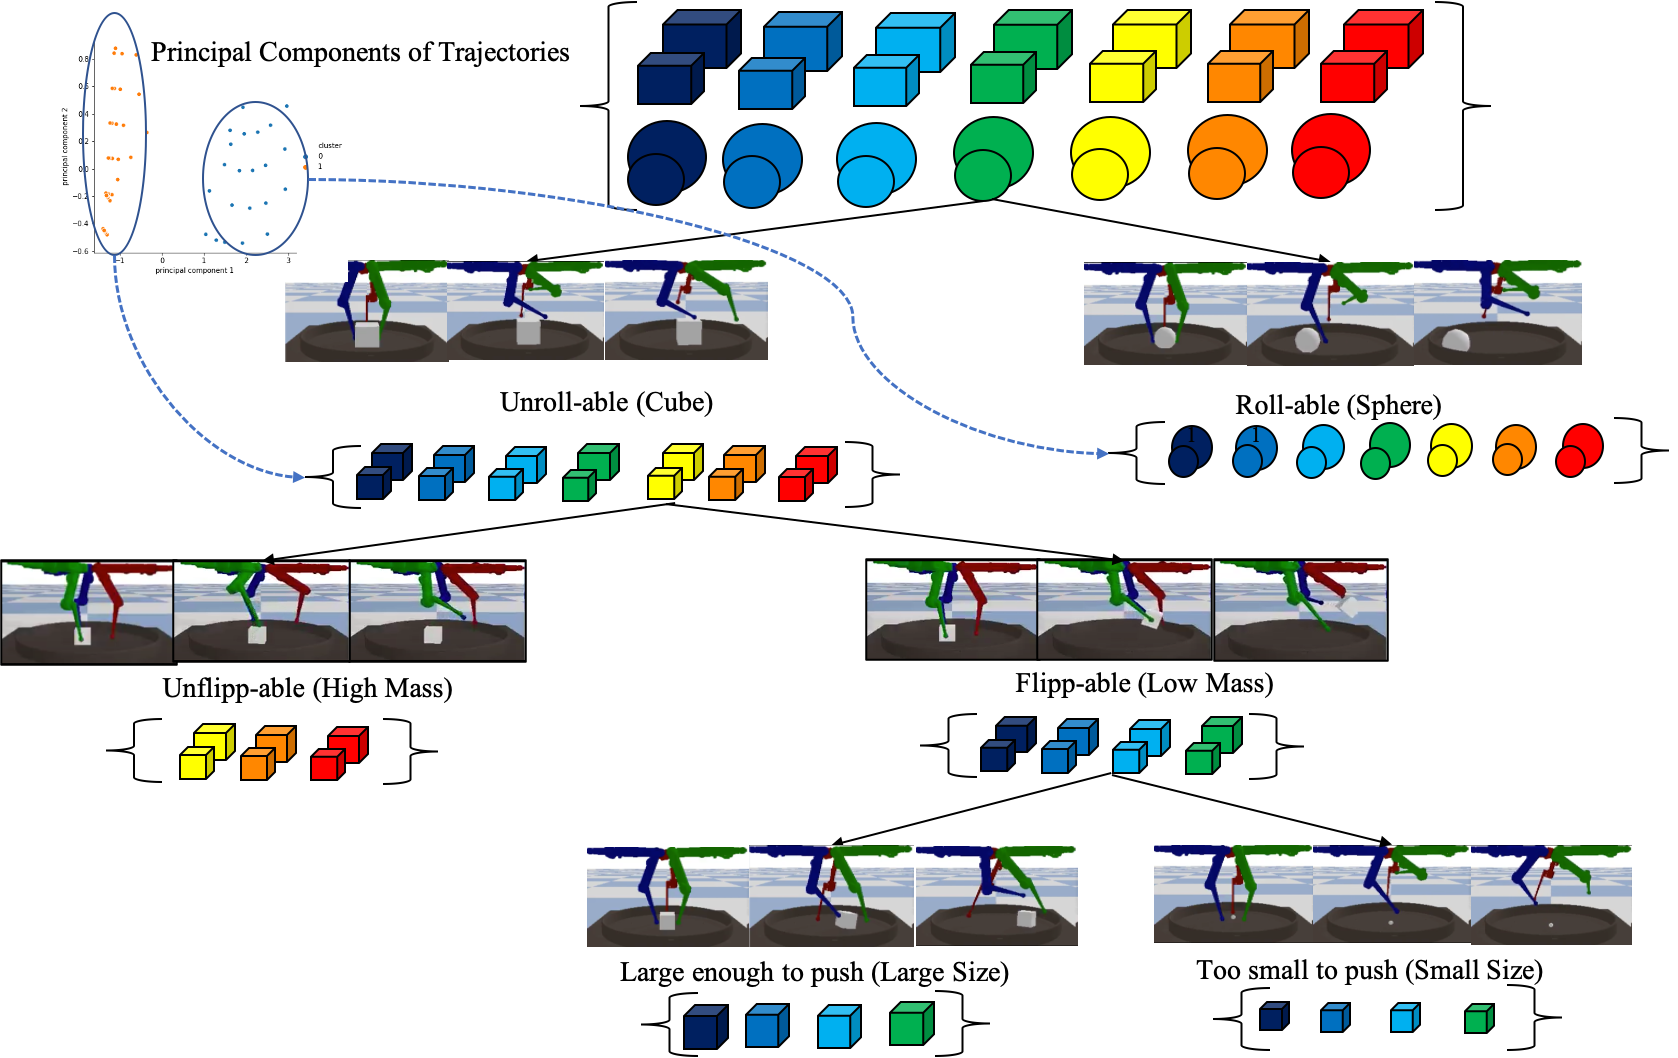 Principal Components of Trajectories
0.8
0.6
0.4
0.2
0.0
−0.2
−0.4
−0.6
principal component 2
−1
0
1
2
3
principal component 1
cluster
0
1
Unroll-able (Cube)
Roll-able (Sphere)
1
1
Unflipp-able (High Mass)
Flipp-able (Low Mass)
Large enough to push (Large Size)
Too small to push (Small Size)